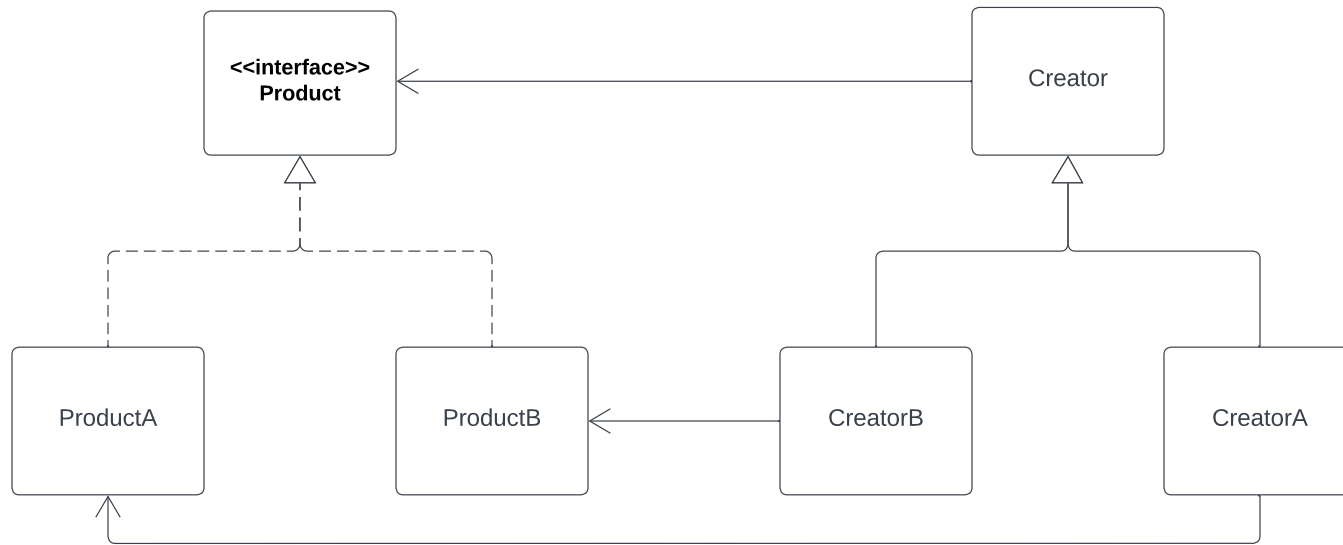 <<interface>>
Product
Creator
ProductA
ProductB
CreatorB
CreatorA